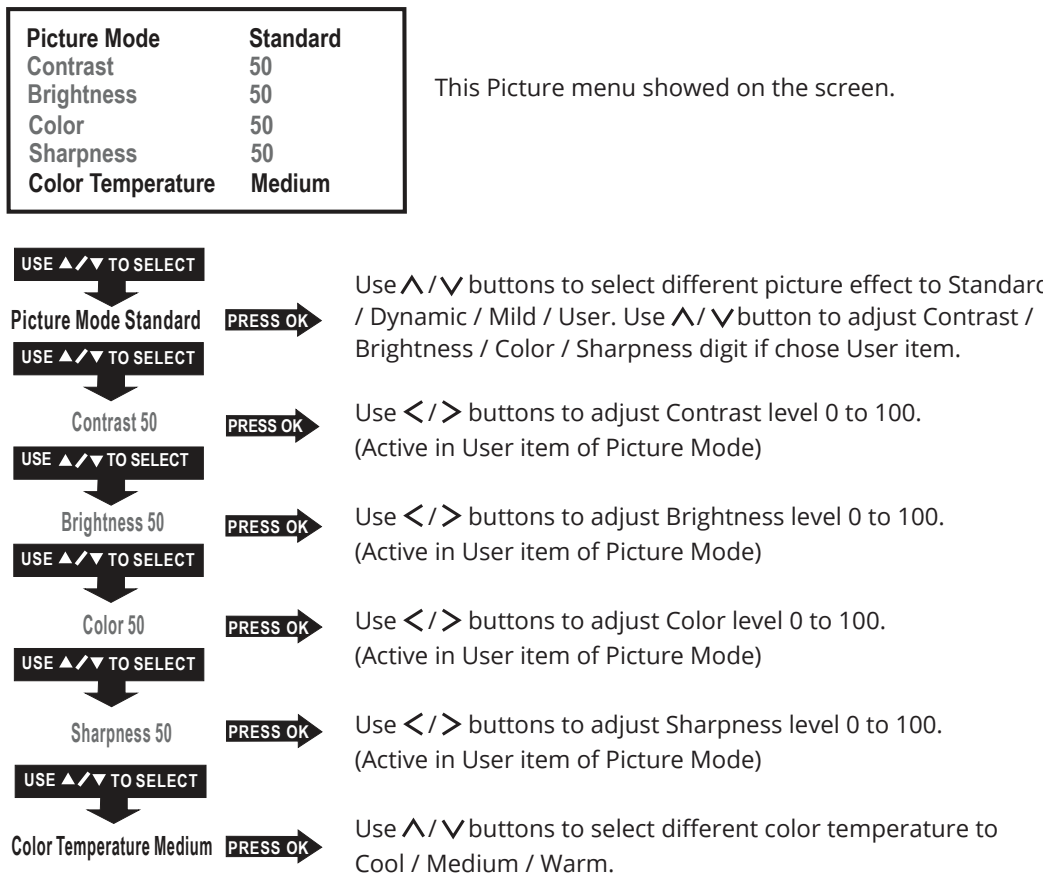 Picture Mode Standard
Contrast 50
Brightness 50
Color 50
Sharpness 50
Color Temperature Medium
This Picture menu showed on the screen.
USE ▲/▼ TO SELECT
Picture Mode Standard
PRESS OK
Use ∧/∨ buttons to select different picture effect to Standard
/ Dynamic / Mild / User. Use ∧/∨ button to adjust Contrast /
Brightness / Color / Sharpness digit if chose User item.
USE ▲/▼ TO SELECT
Contrast 50
PRESS OK
Use </> buttons to adjust Contrast level 0 to 100.
(Active in User item of Picture Mode)
USE ▲/▼ TO SELECT
Brightness 50
PRESS OK
Use </> buttons to adjust Brightness level 0 to 100.
(Active in User item of Picture Mode)
USE ▲/▼ TO SELECT
Color 50
PRESS OK
Use </> buttons to adjust Color level 0 to 100.
(Active in User item of Picture Mode)
USE ▲/▼ TO SELECT
Sharpness 50
PRESS OK
Use </> buttons to adjust Sharpness level 0 to 100.
(Active in User item of Picture Mode)
USE ▲/▼ TO SELECT
Color Temperature Medium
PRESS OK
Use ∧/∨ buttons to select different color temperature to
Cool / Medium / Warm.